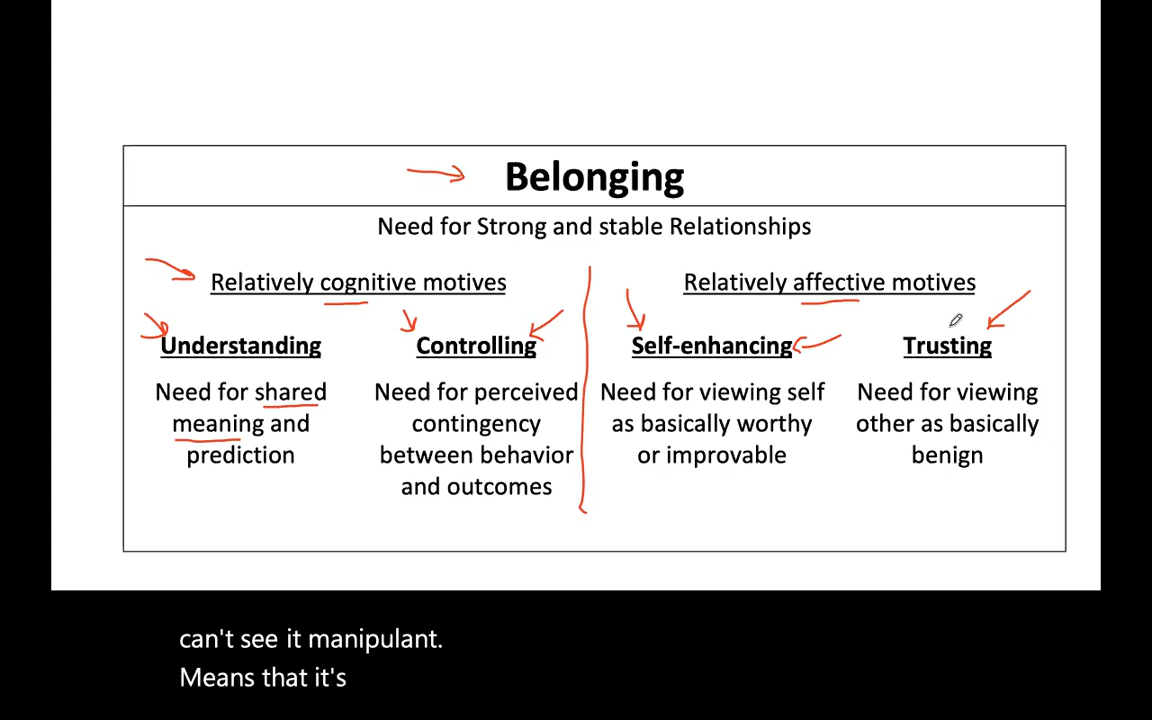 Belonging
Need for Strong and stable Relationships
Relatively cognitive motives
Relatively affective motives
Understanding
Controlling
Self-enhancing
Trusting
Need for shared
meaning and
prediction
Need for perceived
contingency
between behavior
and outcomes
Need for viewing self
as basically worthy
or improvable
Need for viewing
other as basically
benign
can't see it manipulant.
Means that it's